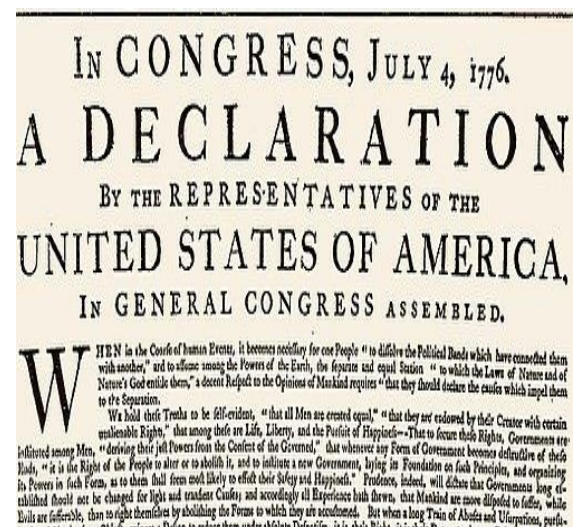 IN CONGRESS, JULY 4, 1776.
A DECLARATION
BY THE REPRESENTATIVES OF THE
UNITED STATES OF AMERICA,
IN GENERAL CONGRESS ASSEMBLED.
WHEN in the Course of human Events, it becomes necessary for one People “ to dissolve the Political Bands which have connected them
with another,” and to assume among the Powers of the Earth, the separate and equal Station “ to which the Laws of Nature and of
Nature's God entitle them,” a decent Respect to the Opinions of Mankind requires “ that they should declare the causes which impel them
to the Separation.
WE hold these Truths to be self-evident, “that all Men are created equal,” “that they are endowed by their Creator with certain
unalienable Rights,” that among these are Life, Liberty, and the Pursuit of Happiness--That to secure these Rights, Governments are
instituted among Men, “deriving their just Powers from the Consent of the Governed,” that whenever any Form of Government becomes destructive of these
Ends, “ it is the Right of the People to alter or to abolish it, and to institute a new Government, laying its Foundation on such Principles, and organizing
its Powers in such Form, as to them shall seem most likely to effect their Safety and Happiness.” Prudence, indeed, will dictate that Governments long es-
tablished should not be changed for light and transient Causes; and accordingly all Experience hath shewn, that Mankind are more disposed to suffer, while
Evils are sufferable, than to right themselves by abolishing the Forms to which they are accustomed. But when a long Train of Abuses and Usurpations,